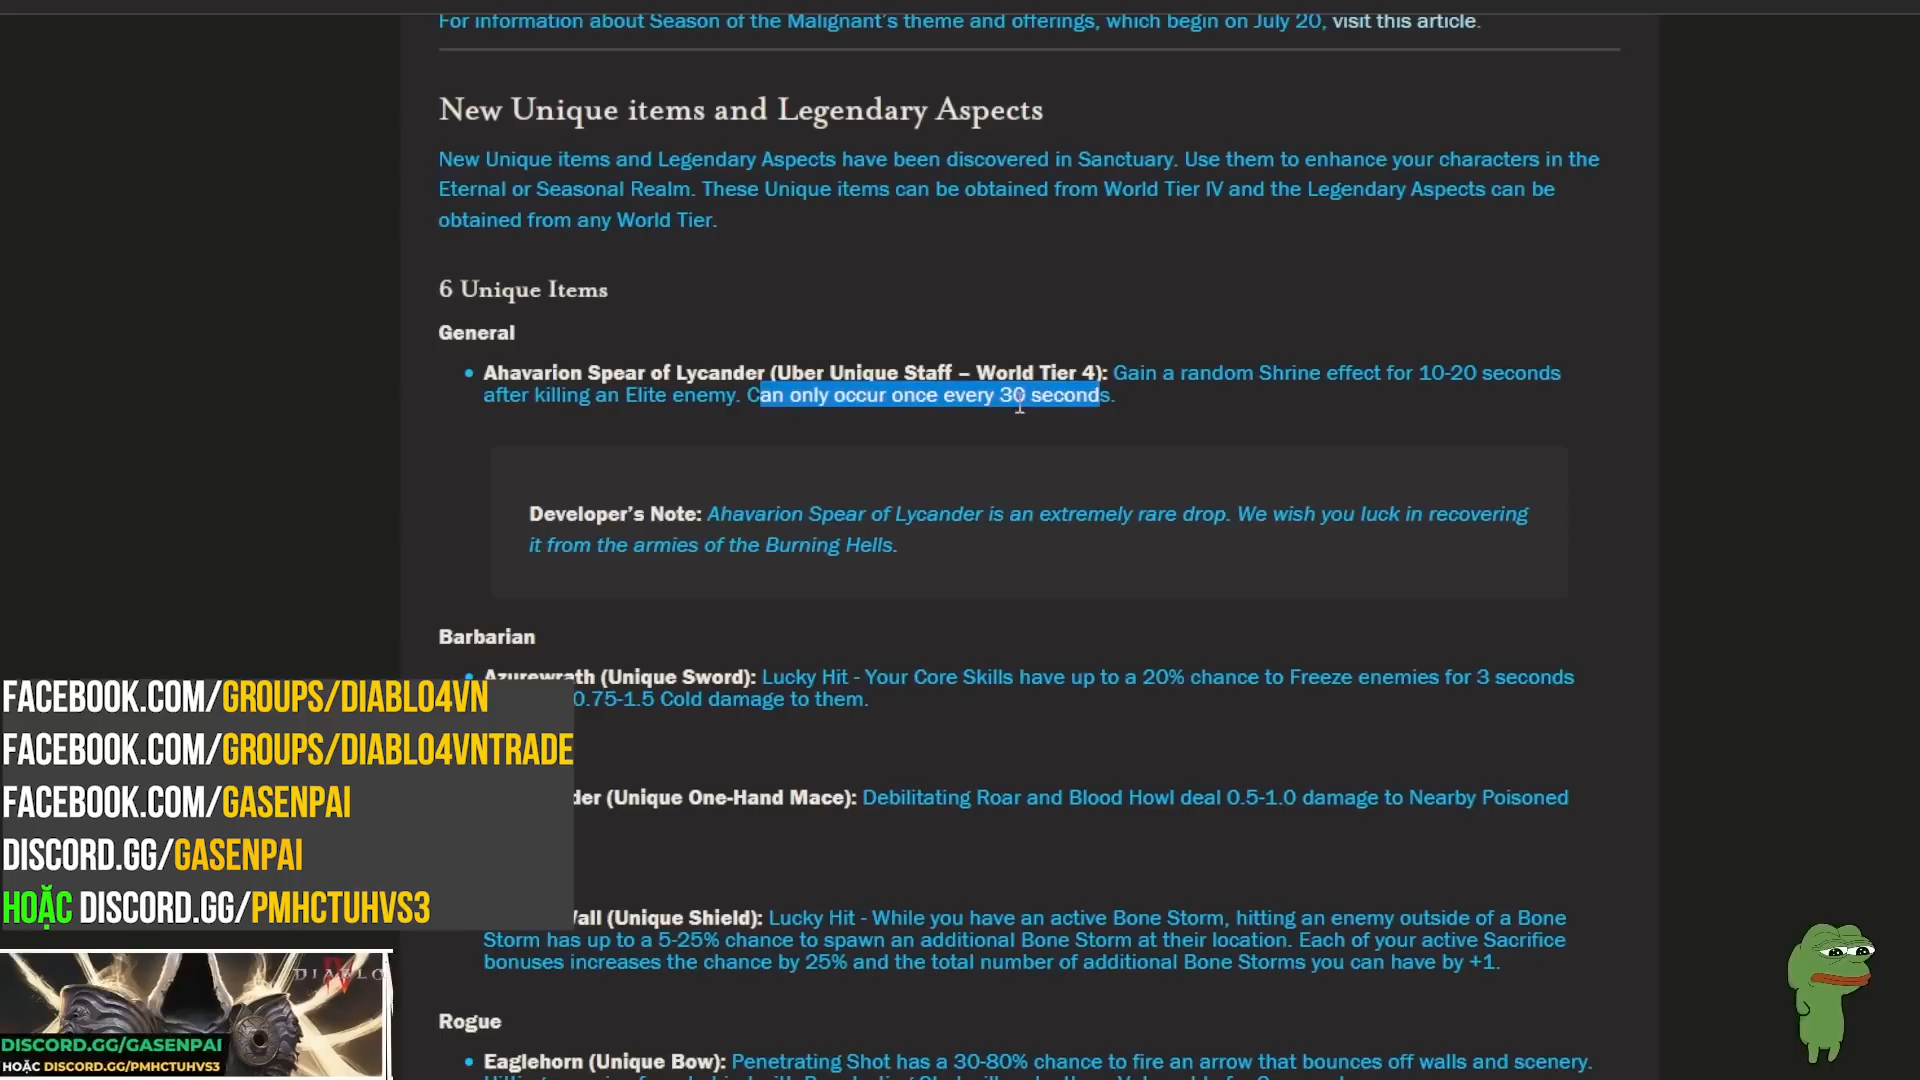 For information about Season of the Malignant's theme and offerings, which begin on July 20, visit this article.
New Unique items and Legendary Aspects
New Unique items and Legendary Aspects have been discovered in Sanctuary. Use them to enhance your characters in the
Eternal or Seasonal Realm. These Unique items can be obtained from World Tier IV and the Legendary Aspects can be
obtained from any World Tier.
6 Unique Items
General
• Ahavarion Spear of Lycander (Uber Unique Staff – World Tier 4): Gain a random Shrine effect for 10-20 seconds
after killing an Elite enemy. Can only occur once every 30 seconds.
Developer's Note: Ahavarion Spear of Lycander is an extremely rare drop. We wish you luck in recovering
it from the armies of the Burning Hells.
Barbarian
• Azurewrath (Unique Sword): Lucky Hit - Your Core Skills have up to a 20% chance to Freeze enemies for 3 seconds
0.75-1.5 Cold damage to them.
der (Unique One-Hand Mace): Debilitating Roar and Blood Howl deal 0.5-1.0 damage to Nearby Poisoned
Wall (Unique Shield): Lucky Hit - While you have an active Bone Storm, hitting an enemy outside of a Bone
Storm has up to a 5-25% chance to spawn an additional Bone Storm at their location. Each of your active Sacrifice
bonuses increases the chance by 25% and the total number of additional Bone Storms you can have by +1.
Rogue
• Eaglehorn (Unique Bow): Penetrating Shot has a 30-80% chance to fire an arrow that bounces off walls and scenery.
FACEBOOK.COM/GROUPS/DIABLO4VN
FACEBOOK.COM/GROUPS/DIABLO4VNTRADE
FACEBOOK.COM/GASENPAI
DISCORD.GG/GASENPAI
HOẶC DISCORD.GG/PMHCTUHVS3
DIABLO
IV
DISCORD.GG/GASENPAI
HOẶC DISCORD.GG/PMHCTUHVS3